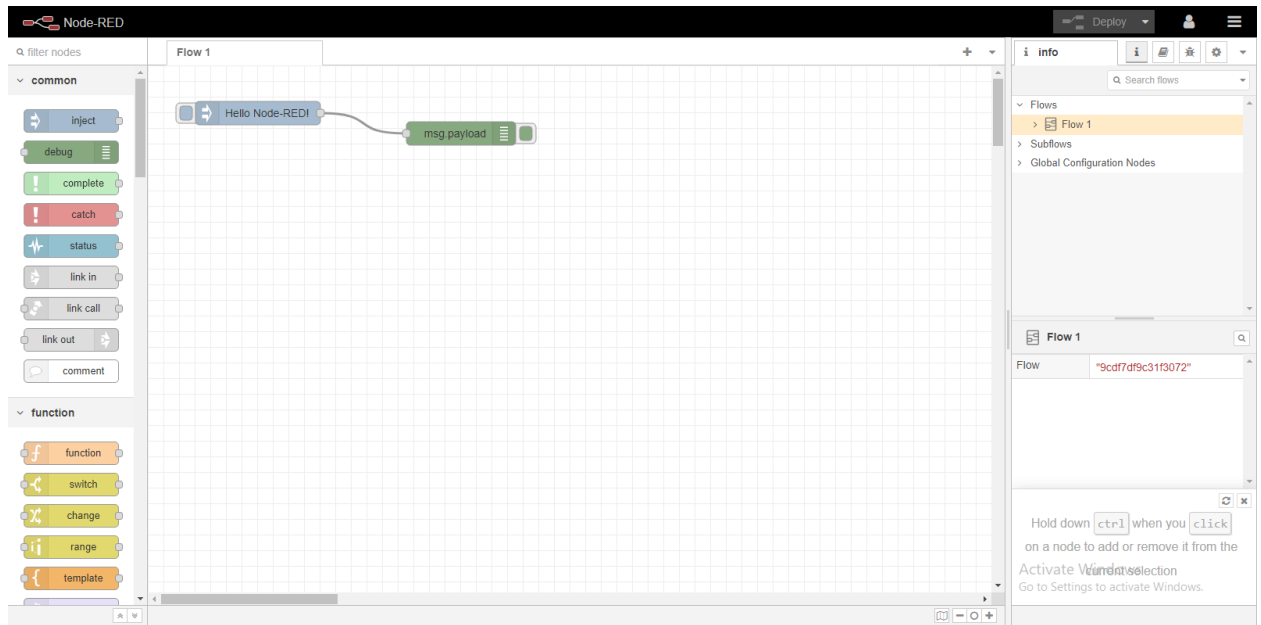 Node-RED
Deploy
filter nodes
Flow 1
info
common
Search flows
Flows
Flow 1
Subflows
Global Configuration Nodes
inject
debug
complete
catch
status
link in
link call
link out
comment
function
function
switch
change
range
template
Hello Node-RED!
msg.payload
Flow 1
Flow "9cdf7df9c31f3072"
Hold down ctrl when you click
on a node to add or remove it from the
current selection
Activate Windows
Go to Settings to activate Windows.